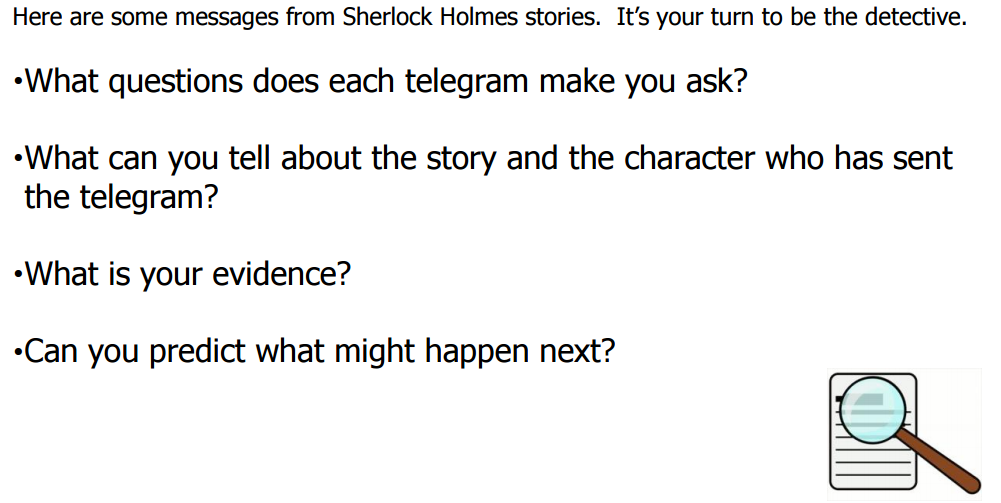 Here are some messages from Sherlock Holmes stories.  It’s your turn to be the detective.
•What questions does each telegram make you ask?
•What can you tell about the story and the character who has sent
the telegram?
•What is your evidence?
•Can you predict what might happen next?